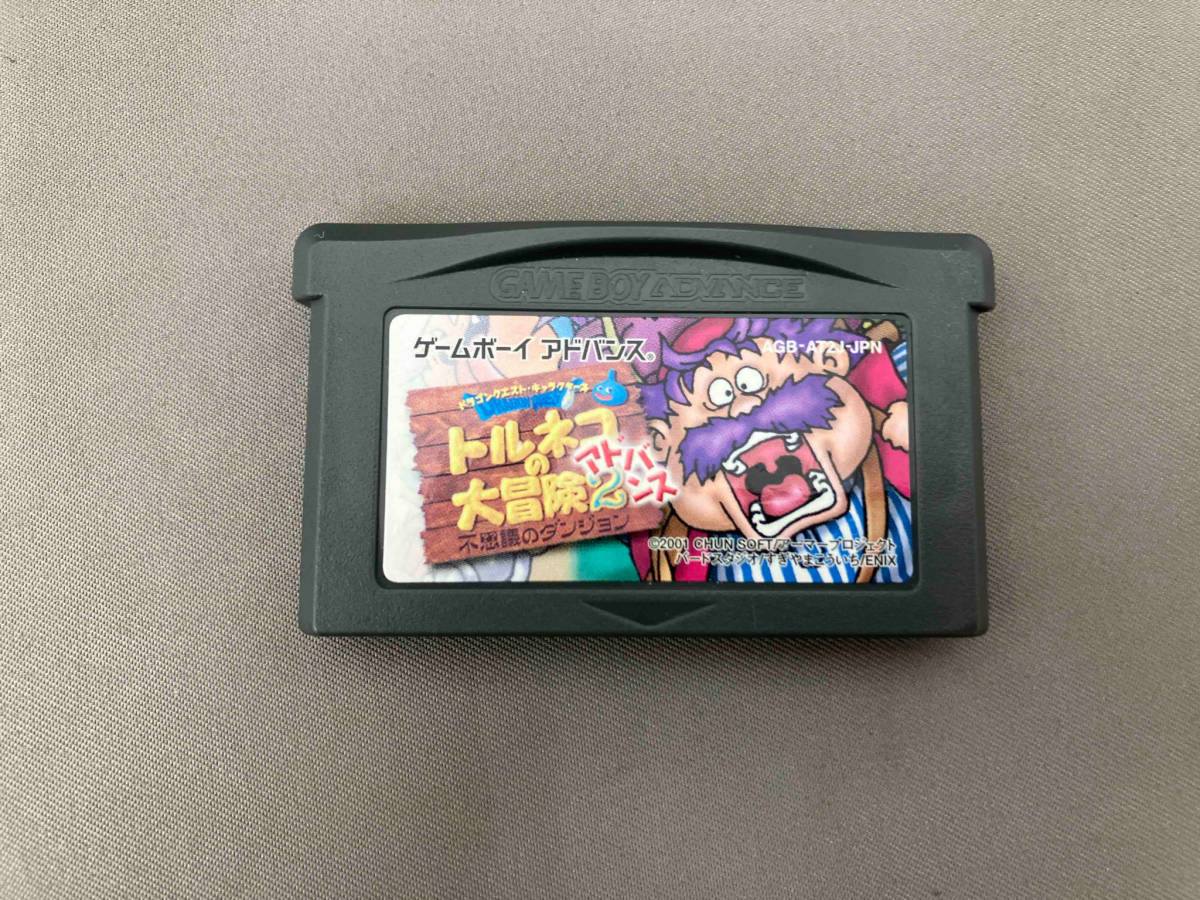 GAME BOY ADVANCE
ゲームボーイ アドバンス®
AGB-AT2J-JPN
ドラゴンクエスト・キャラクターズ
DRAGON QUEST
トルネコ
の
大冒険2
アドバンス
不思議のダンジョン
©2001 CHUN SOFT/アーマープロジェクト
バードスタジオ/すぎやまこういち/ENIX